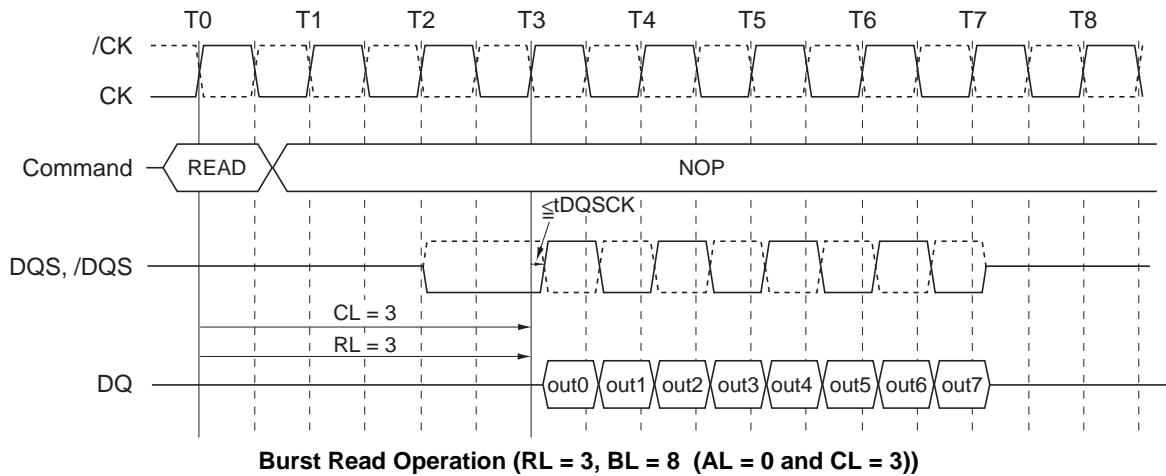 T0 T1 T2 T3 T4 T5 T6 T7 T8
/CK
CK
Command READ NOP
≦tDQSCK
DQS, /DQS
CL = 3
RL = 3
DQ out0 out1 out2 out3 out4 out5 out6 out7
Burst Read Operation (RL = 3, BL = 8 (AL = 0 and CL = 3))